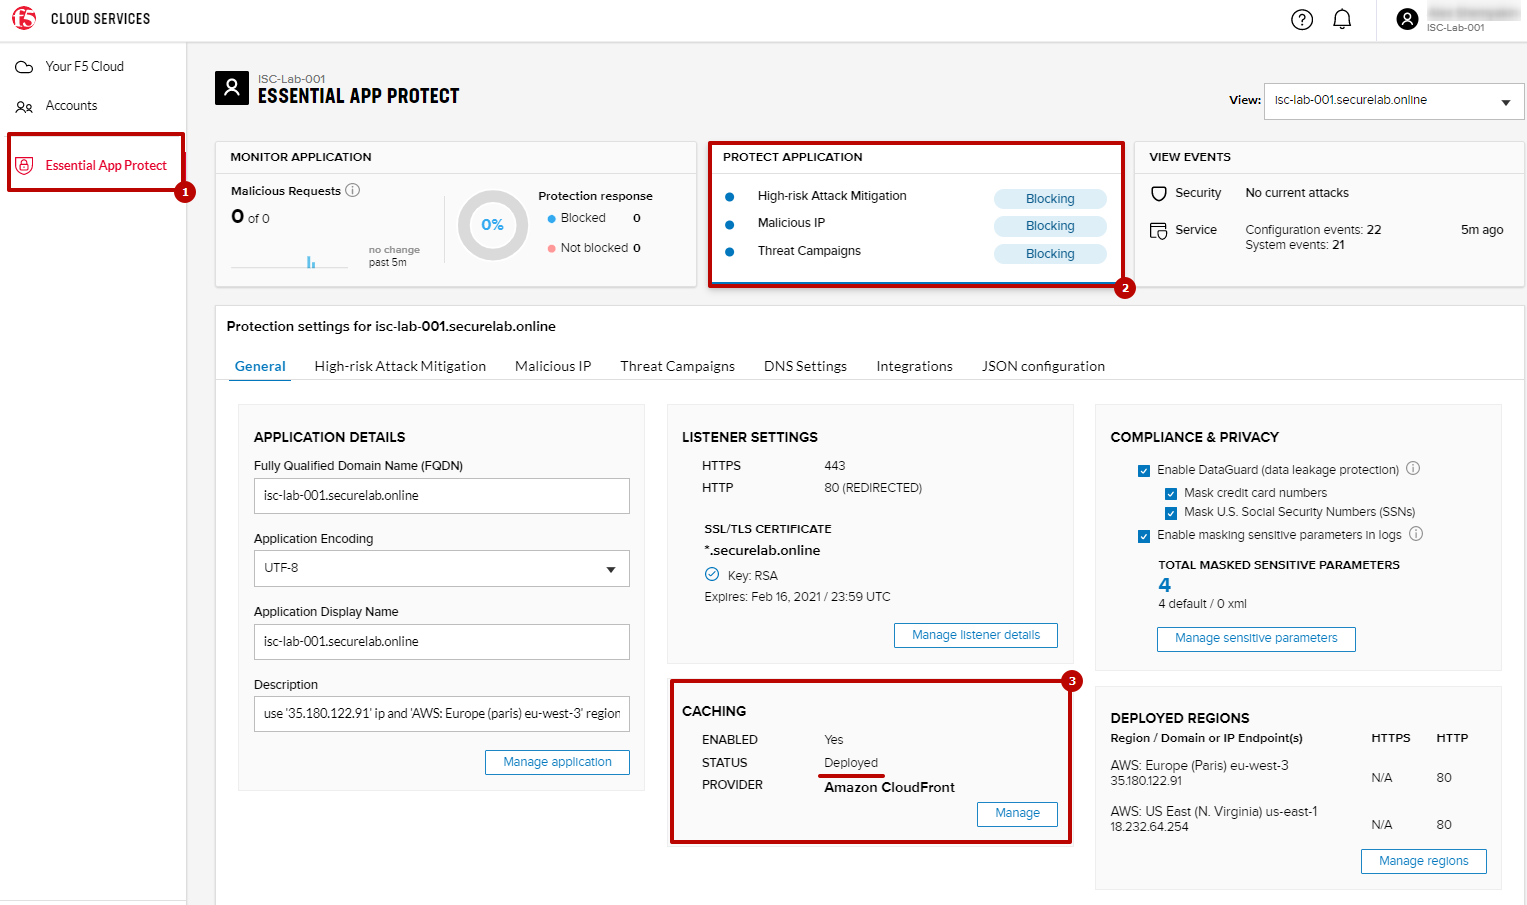 f5 CLOUD SERVICES
ISC-Lab-001
Your F5 Cloud
Accounts
Essential App Protect
1
ISC-Lab-001
ESSENTIAL APP PROTECT
View: isc-lab-001.securelab.online
MONITOR APPLICATION
Malicious Requests
0 of 0
no change
past 5m
0%
Protection response
Blocked 0
Not blocked 0
PROTECT APPLICATION
High-risk Attack Mitigation Blocking
Malicious IP Blocking
Threat Campaigns Blocking
2
VIEW EVENTS
Security No current attacks
Service Configuration events: 22 5m ago
System events: 21
Protection settings for isc-lab-001.securelab.online
General High-risk Attack Mitigation Malicious IP Threat Campaigns DNS Settings Integrations JSON configuration
APPLICATION DETAILS
Fully Qualified Domain Name (FQDN)
isc-lab-001.securelab.online
Application Encoding
UTF-8
Application Display Name
isc-lab-001.securelab.online
Description
use '35.180.122.91' ip and 'AWS: Europe (paris) eu-west-3' region
Manage application
LISTENER SETTINGS
HTTPS 443
HTTP 80 (REDIRECTED)
SSL/TLS CERTIFICATE
*.securelab.online
Key: RSA
Expires: Feb 16, 2021 / 23:59 UTC
Manage listener details
3
CACHING
ENABLED Yes
STATUS Deployed
PROVIDER Amazon CloudFront
Manage
COMPLIANCE & PRIVACY
Enable DataGuard (data leakage protection)
Mask credit card numbers
Mask U.S. Social Security Numbers (SSNs)
Enable masking sensitive parameters in logs
TOTAL MASKED SENSITIVE PARAMETERS
4
4 default / 0 xml
Manage sensitive parameters
DEPLOYED REGIONS
Region / Domain or IP Endpoint(s) HTTPS HTTP
AWS: Europe (Paris) eu-west-3
35.180.122.91 N/A 80
AWS: US East (N. Virginia) us-east-1
18.232.64.254 N/A 80
Manage regions